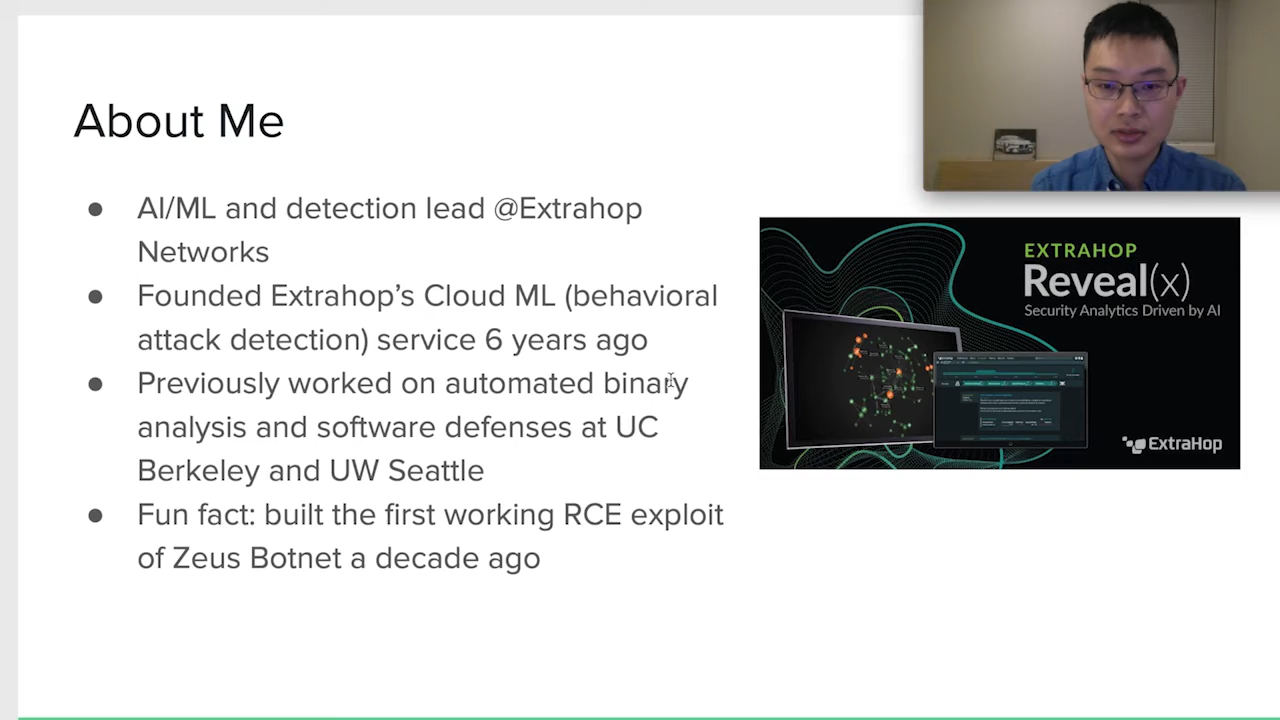 About Me
● AI/ML and detection lead @Extrahop
Networks
● Founded Extrahop’s Cloud ML (behavioral
attack detection) service 6 years ago
● Previously worked on automated binary
analysis and software defenses at UC
Berkeley and UW Seattle
● Fun fact: built the first working RCE exploit
of Zeus Botnet a decade ago
EXTRAHOP
Reveal(x)
Security Analytics Driven by AI
ExtraHop